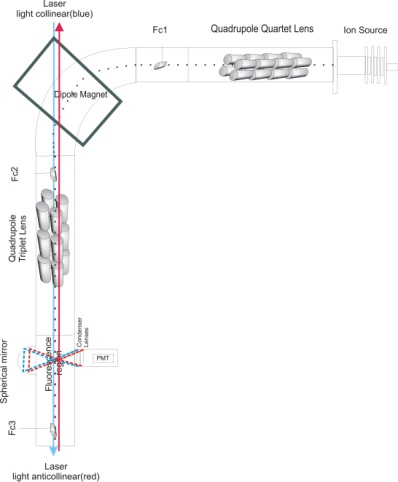 Laser
light collinear(blue)
Fc1
Quadrupole Quartet Lens
Ion Source
Dipole Magnet
Fc2
Quadrupole
Triplet Lens
Spherical mirror
Fluorescence
region
Condenser
Lenses
PMT
Fc3
Laser
light anticollinear(red)